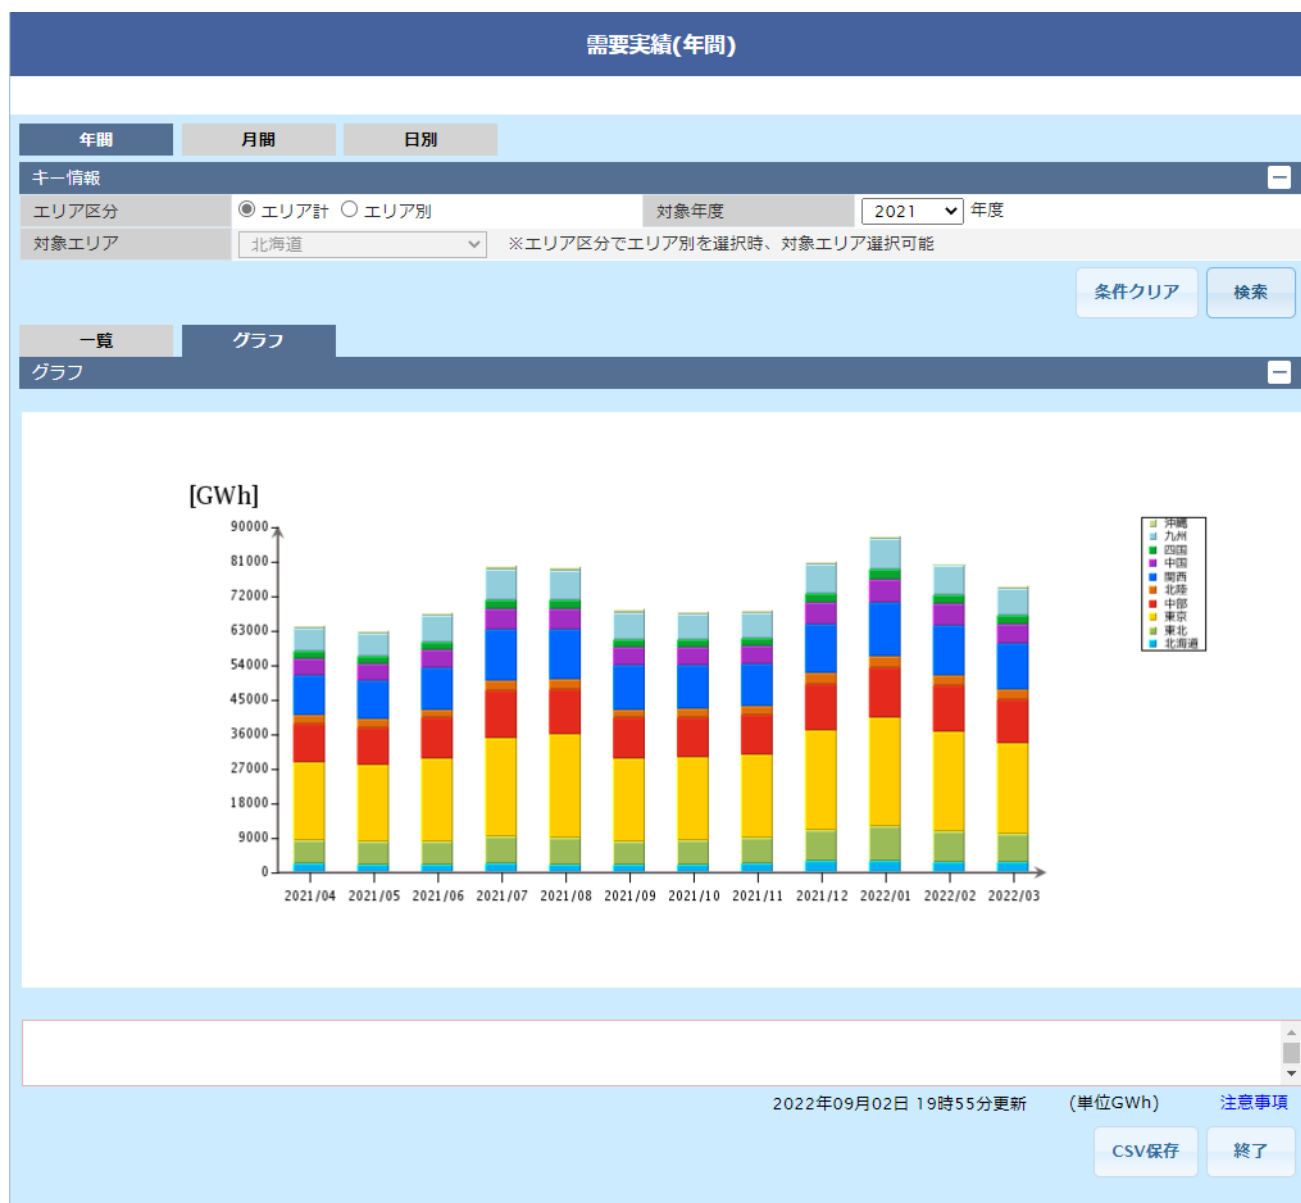 需要実績(年間)
年間 月間 日別
キー情報
エリア区分 エリア計 エリア別 対象年度 2021 年度
対象エリア 北海道 ※エリア区分でエリア別を選択時、対象エリア選択可能
条件クリア 検索
一覧 グラフ
グラフ
[GWh]
90000
81000
72000
63000
54000
45000
36000
27000
18000
9000
0
2021/04 2021/05 2021/06 2021/07 2021/08 2021/09 2021/10 2021/11 2021/12 2022/01 2022/02 2022/03
沖縄
九州
四国
中国
関西
北陸
中部
東京
東北
北海道
2022年09月02日 19時55分更新 (単位GWh) 注意事項
CSV保存 終了